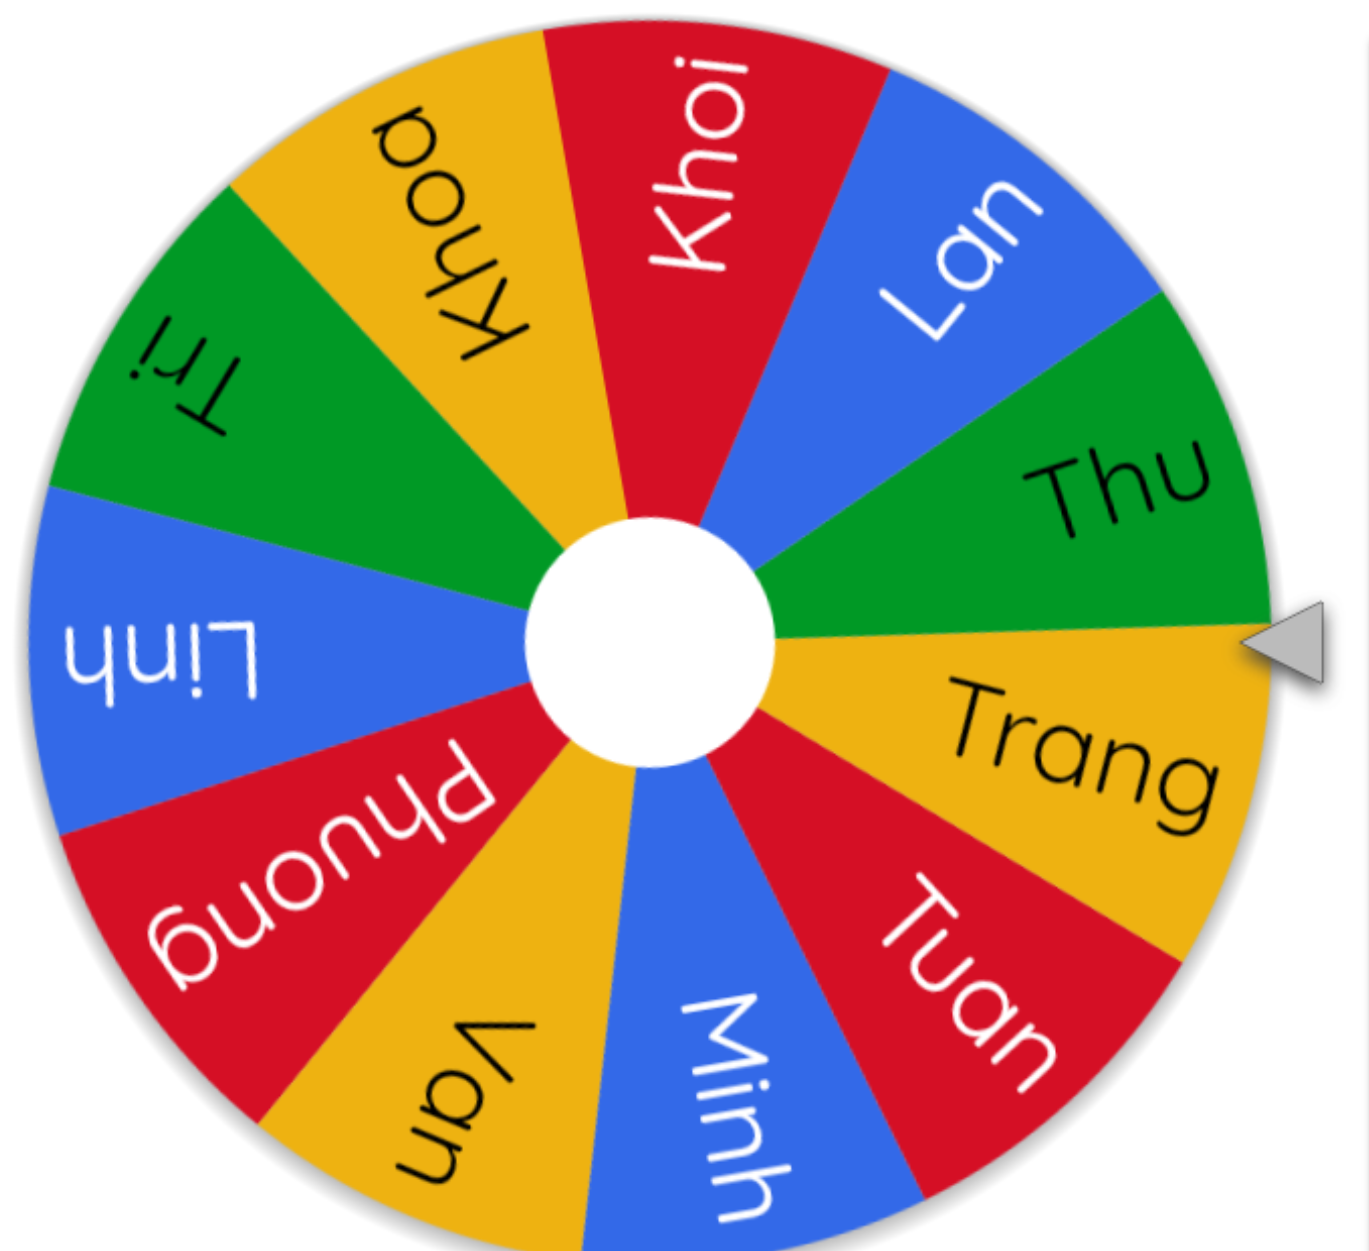 Khoi
Lan
Thu
Trang
Tuan
Minh
Van
Phuong
Linh
Tri
Khoa